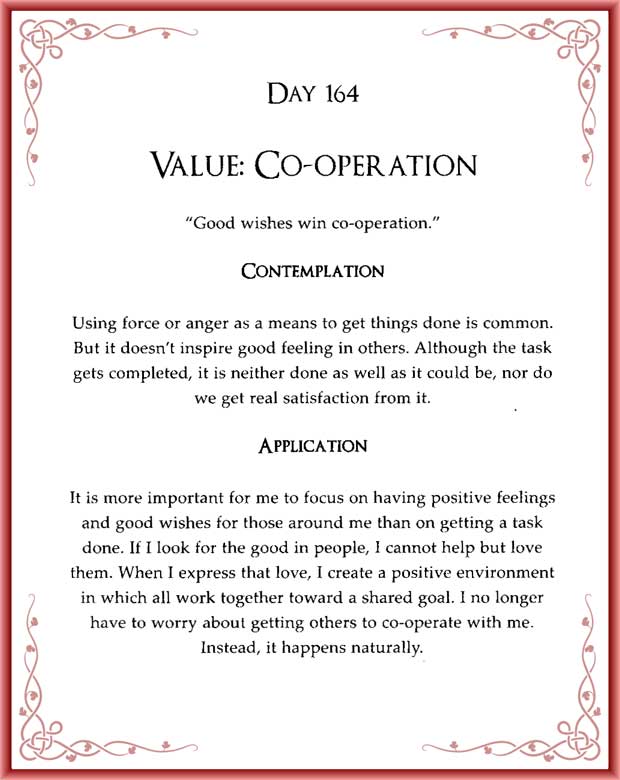 Day 164
Value: Co-operation
"Good wishes win co-operation."
Contemplation
Using force or anger as a means to get things done is common.
But it doesn't inspire good feeling in others. Although the task
gets completed, it is neither done as well as it could be, nor do
we get real satisfaction from it.
Application
It is more important for me to focus on having positive feelings
and good wishes for those around me than on getting a task
done. If I look for the good in people, I cannot help but love
them. When I express that love, I create a positive environment
in which all work together toward a shared goal. I no longer
have to worry about getting others to co-operate with me.
Instead, it happens naturally.